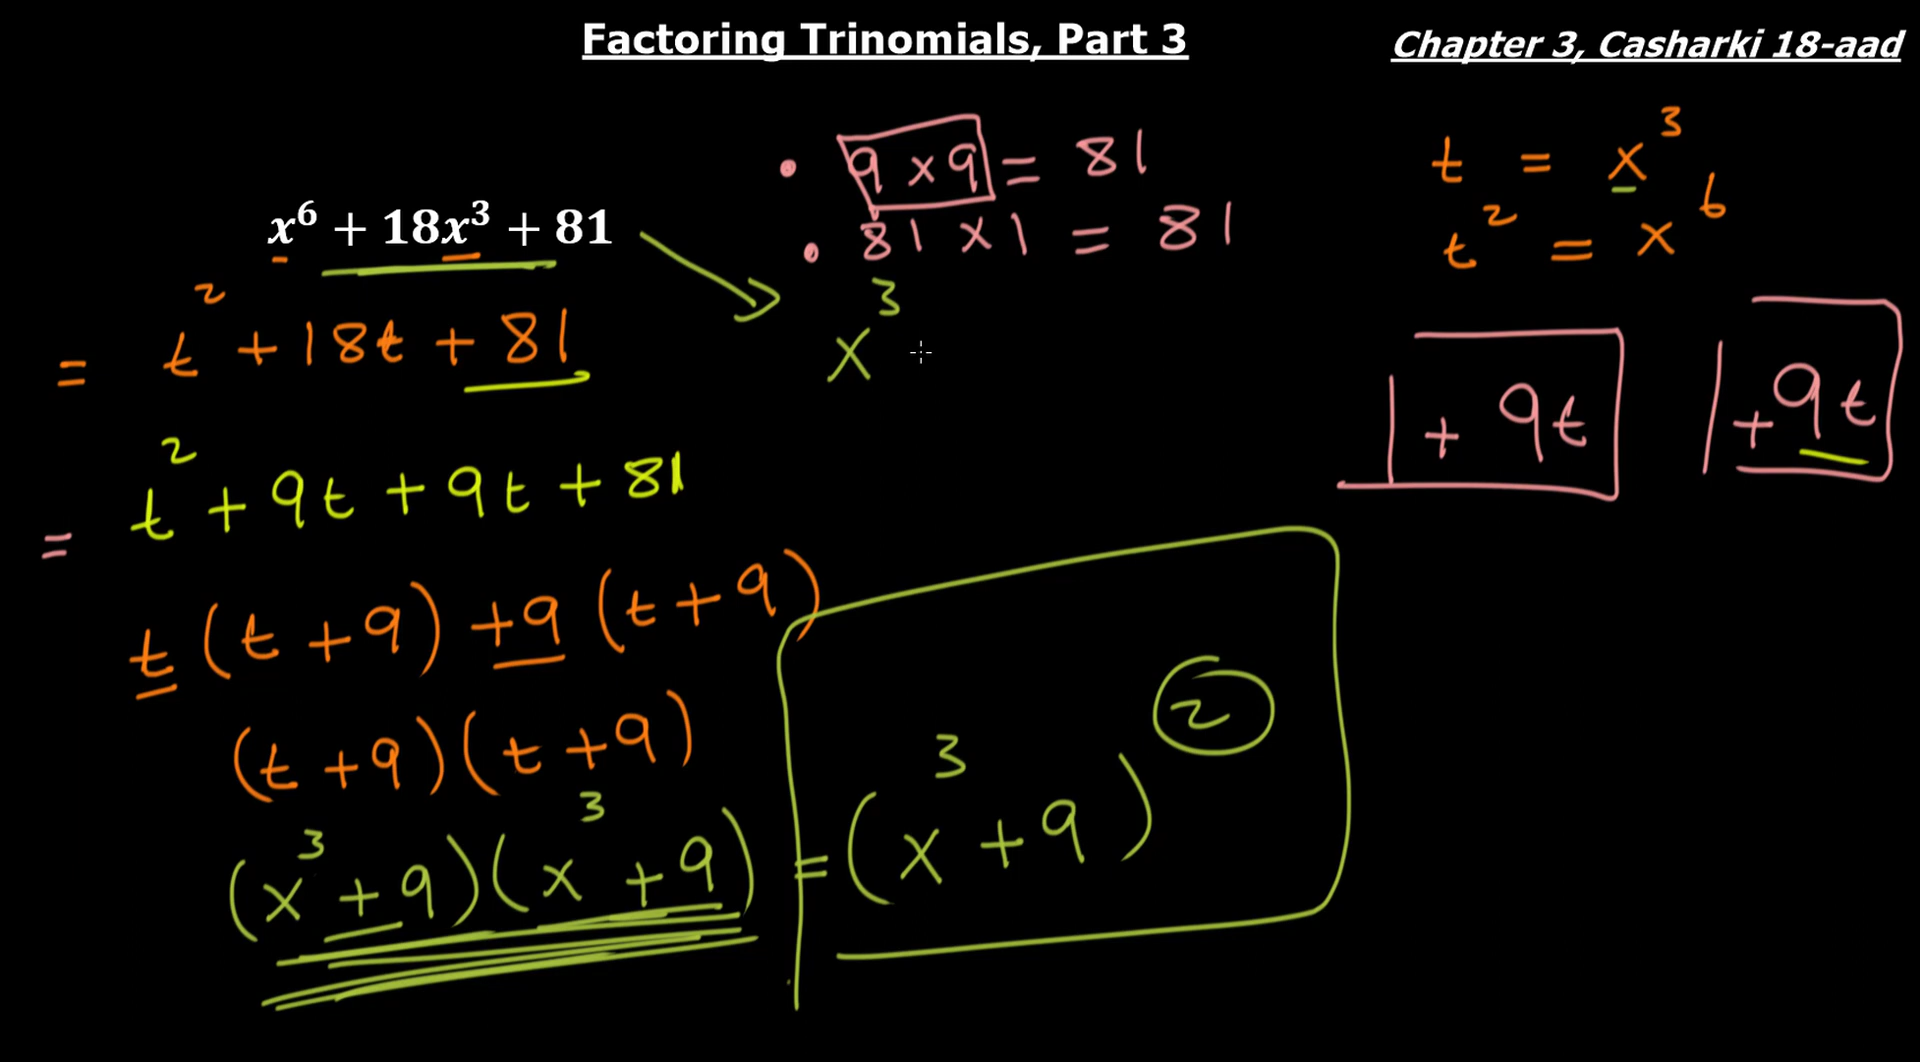 Factoring Trinomials, Part 3
Chapter 3, Casharki 18-aad
x⁶ + 18x³ + 81
= t² + 18t + 81
= t² + 9t + 9t + 81
t (t + 9) + 9 (t + 9)
(t + 9) (t + 9)
(x³ + 9) (x³ + 9) = (x³ + 9)²
• 9 x 9 = 81
• 81 x 1 = 81
x³
t = x³
t² = x⁶
+ 9t
+ 9t